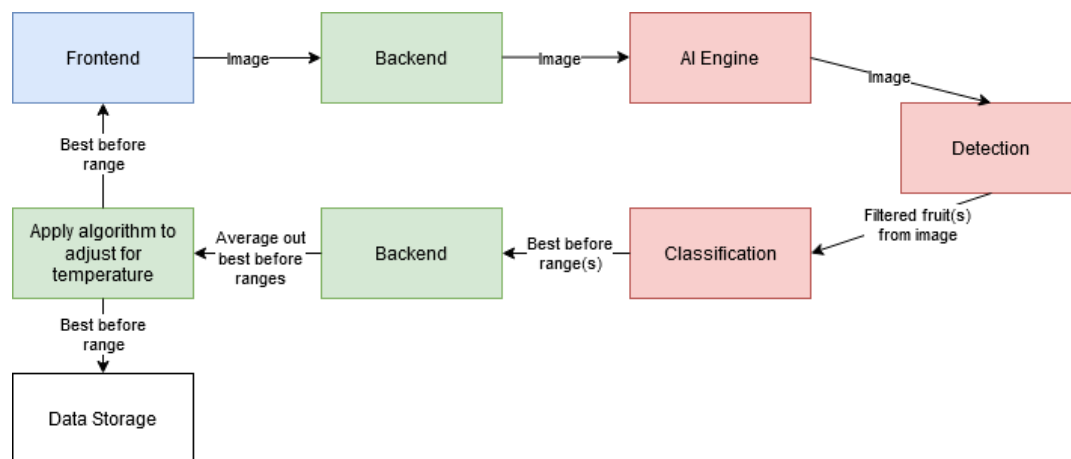 Frontend
Image
Backend
Image
AI Engine
Image
Detection
Filtered fruit(s)
from image
Classification
Best before
range(s)
Backend
Average out
best before
ranges
Apply algorithm to
adjust for
temperature
Best before
range
Best before
range
Data Storage